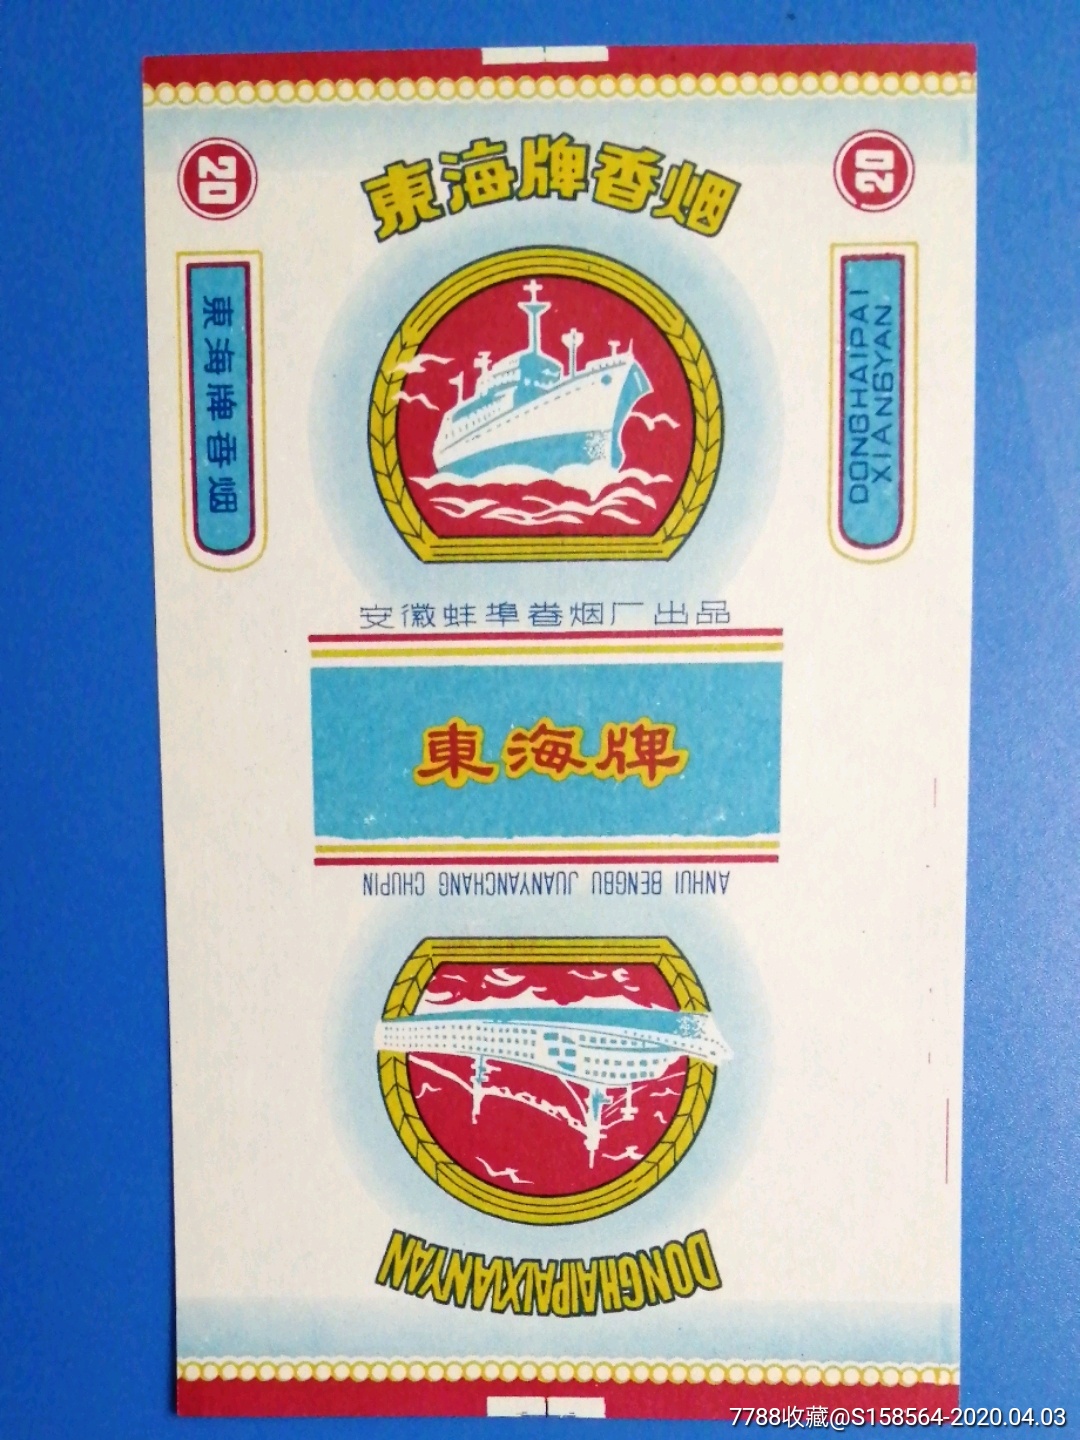 東海牌香烟
20
20
東海牌香烟
DONGHAIPAI
XIANGYAN
安徽蚌埠卷烟厂出品
東海牌
ANHUI BENGBU JUANYANCHANG CHUPIN
DONGHAIPAIXIANYAN
7788收藏@S158564-2020.04.03